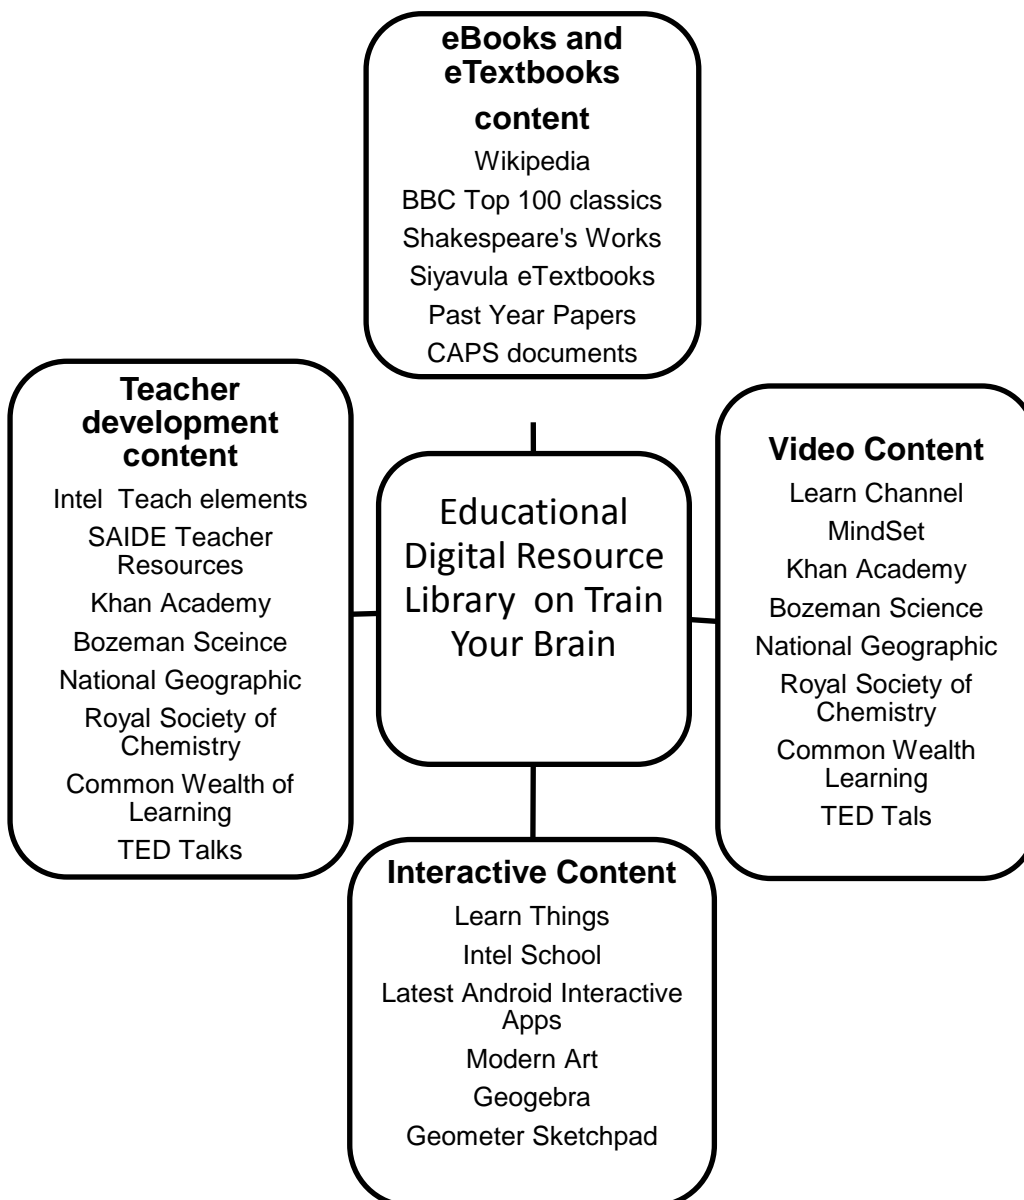 eBooks and
eTextbooks
content
Wikipedia
BBC Top 100 classics
Shakespeare's Works
Siyavula eTextbooks
Past Year Papers
CAPS documents
Teacher
development
content
Intel  Teach elements
SAIDE Teacher
Resources
Khan Academy
Bozeman Sceince
National Geographic
Royal Society of
Chemistry
Common Wealth of
Learning
TED Talks
Educational
Digital Resource
Library  on Train
Your Brain
Video Content
Learn Channel
MindSet
Khan Academy
Bozeman Science
National Geographic
Royal Society of
Chemistry
Common Wealth
Learning
TED Tals
Interactive Content
Learn Things
Intel School
Latest Android Interactive
Apps
Modern Art
Geogebra
Geometer Sketchpad